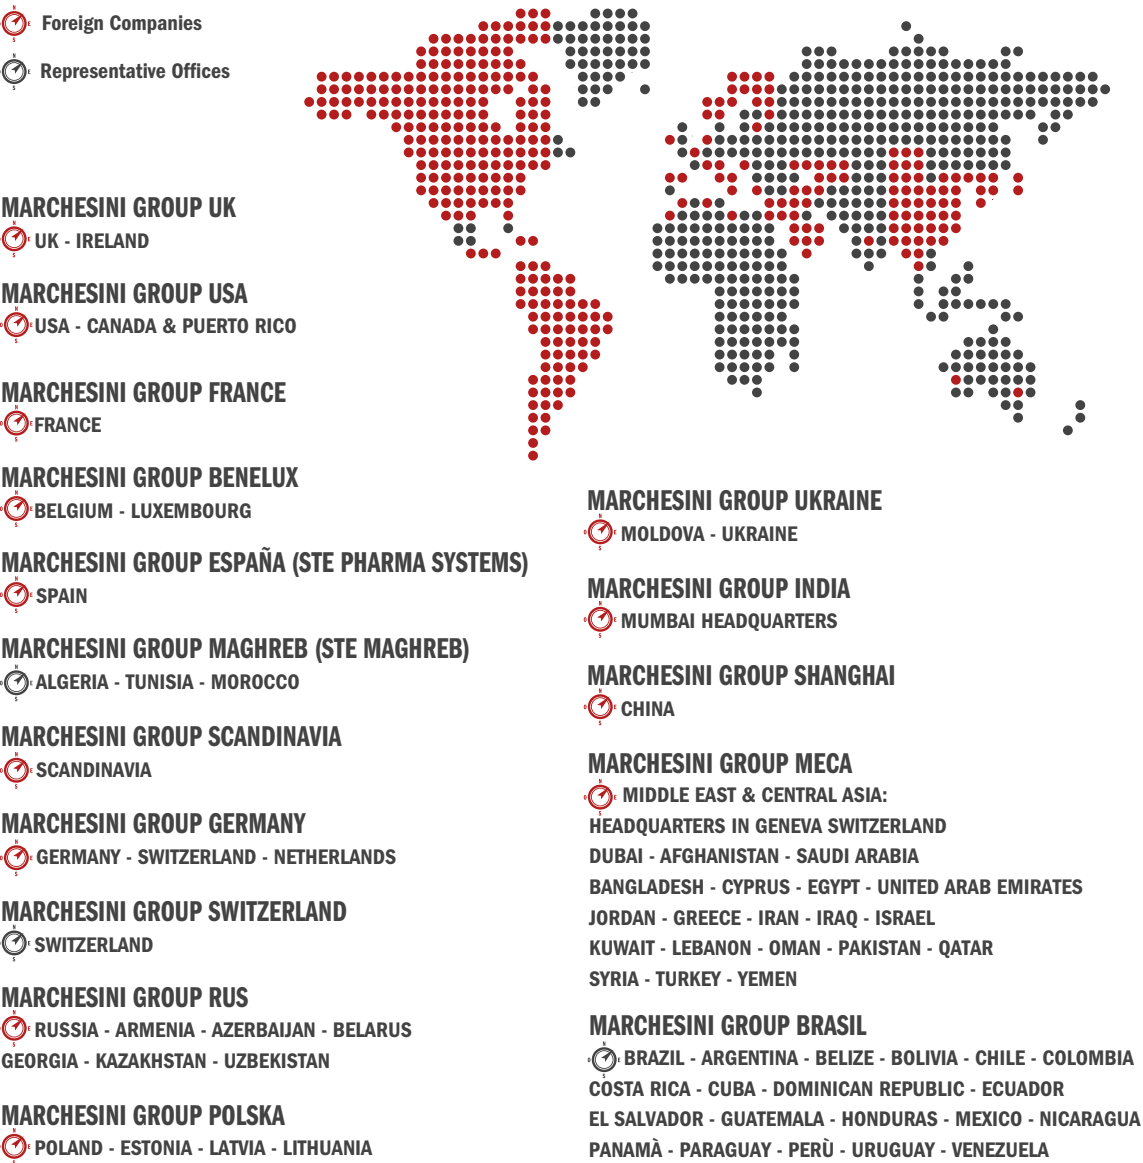 Foreign Companies
Representative Offices
MARCHESINI GROUP UK
UK - IRELAND
MARCHESINI GROUP USA
USA - CANADA & PUERTO RICO
MARCHESINI GROUP FRANCE
FRANCE
MARCHESINI GROUP BENELUX
BELGIUM - LUXEMBOURG
MARCHESINI GROUP ESPAÑA (STE PHARMA SYSTEMS)
SPAIN
MARCHESINI GROUP MAGHREB (STE MAGHREB)
ALGERIA - TUNISIA - MOROCCO
MARCHESINI GROUP SCANDINAVIA
SCANDINAVIA
MARCHESINI GROUP GERMANY
GERMANY - SWITZERLAND - NETHERLANDS
MARCHESINI GROUP SWITZERLAND
SWITZERLAND
MARCHESINI GROUP RUS
RUSSIA - ARMENIA - AZERBAIJAN - BELARUS
GEORGIA - KAZAKHSTAN - UZBEKISTAN
MARCHESINI GROUP POLSKA
POLAND - ESTONIA - LATVIA - LITHUANIA
MARCHESINI GROUP UKRAINE
MOLDOVA - UKRAINE
MARCHESINI GROUP INDIA
MUMBAI HEADQUARTERS
MARCHESINI GROUP SHANGHAI
CHINA
MARCHESINI GROUP MECA
MIDDLE EAST & CENTRAL ASIA:
HEADQUARTERS IN GENEVA SWITZERLAND
DUBAI - AFGHANISTAN - SAUDI ARABIA
BANGLADESH - CYPRUS - EGYPT - UNITED ARAB EMIRATES
JORDAN - GREECE - IRAN - IRAQ - ISRAEL
KUWAIT - LEBANON - OMAN - PAKISTAN - QATAR
SYRIA - TURKEY - YEMEN
MARCHESINI GROUP BRASIL
BRAZIL - ARGENTINA - BELIZE - BOLIVIA - CHILE - COLOMBIA
COSTA RICA - CUBA - DOMINICAN REPUBLIC - ECUADOR
EL SALVADOR - GUATEMALA - HONDURAS - MEXICO - NICARAGUA
PANAMÀ - PARAGUAY - PERÙ - URUGUAY - VENEZUELA